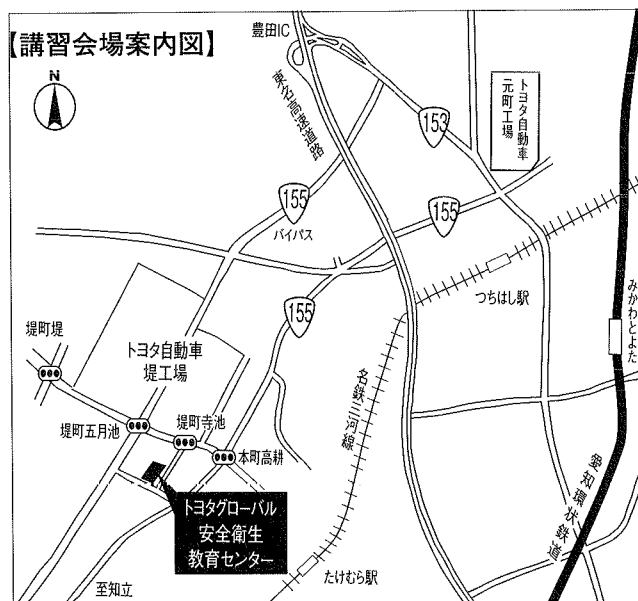 【講習会場案内図】
豊田IC
N
東名高速道路
153
トヨタ自動車
元町工場
155
バイパス
155
155
つちはし駅
みかわとよた
堤町堤
トヨタ自動車
堤工場
名鉄三河線
堤町五月池
堤町寺池
本町高耕
愛知環状鉄道
トヨタグローバル
安全衛生
教育センター
たけむら駅
至知立